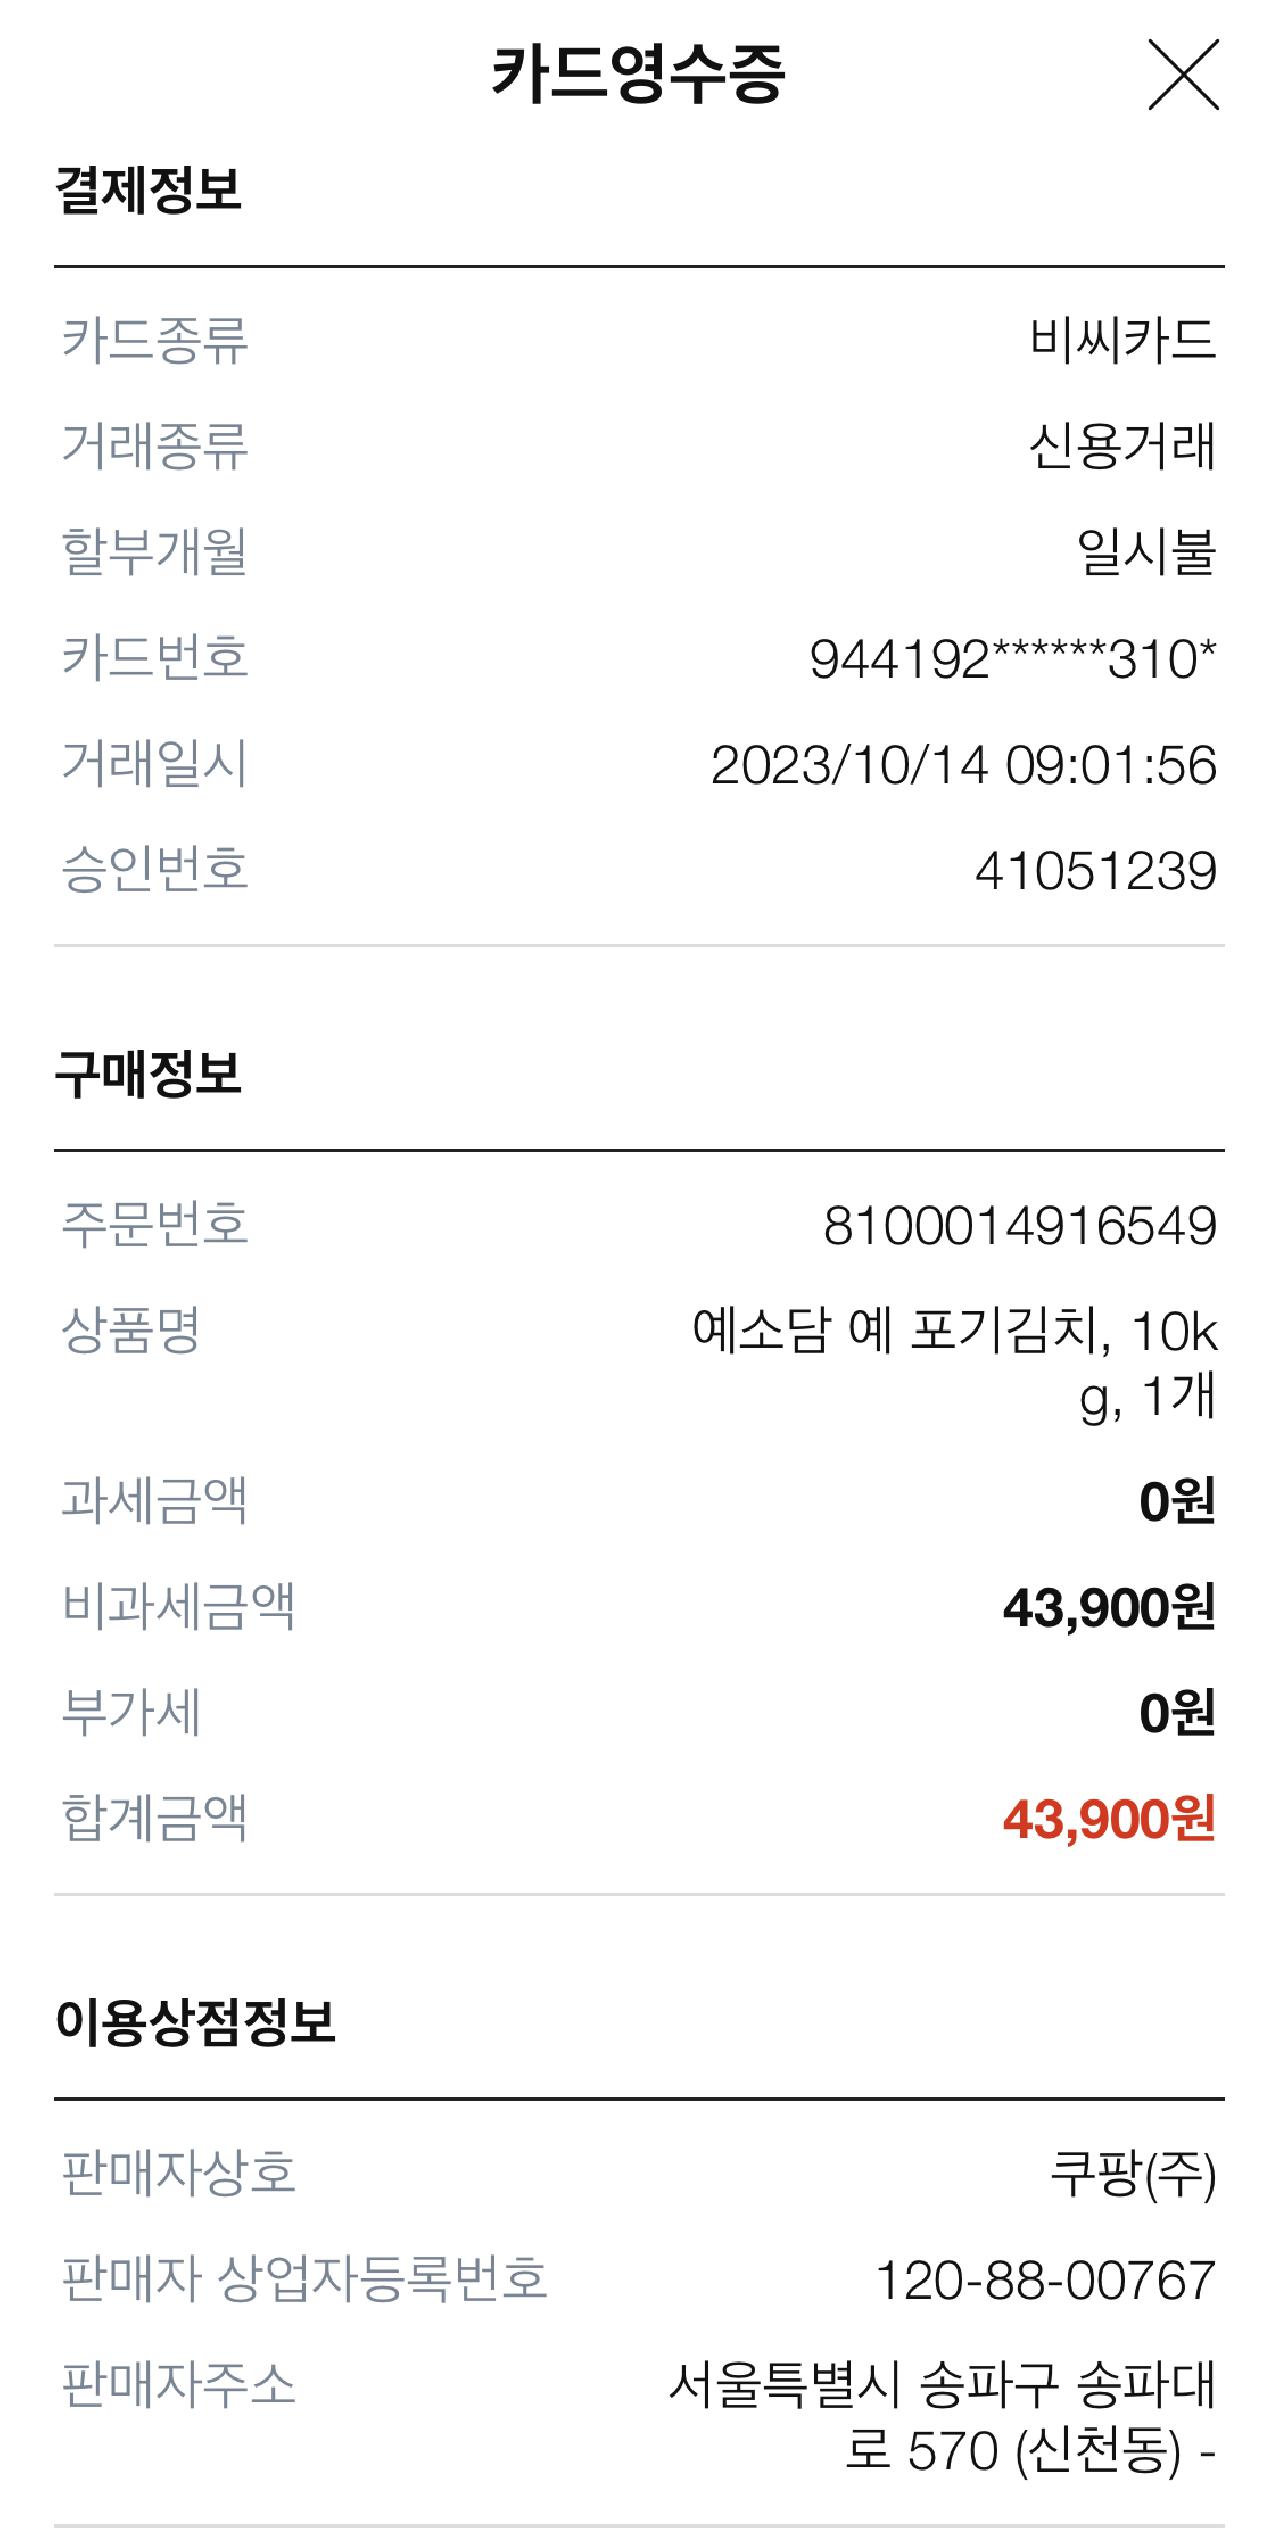 카드영수증
결제정보
카드종류 비씨카드
거래종류 신용거래
할부개월 일시불
카드번호 944192******310*
거래일시 2023/10/14 09:01:56
승인번호 41051239
구매정보
주문번호 8100014916549
상품명 예소담 예 포기김치, 10k
g, 1개
과세금액 0원
비과세금액 43,900원
부가세 0원
합계금액 43,900원
이용상점정보
판매자상호 쿠팡(주)
판매자 상업자등록번호 120-88-00767
판매자주소 서울특별시 송파구 송파대
로 570 (신천동) -